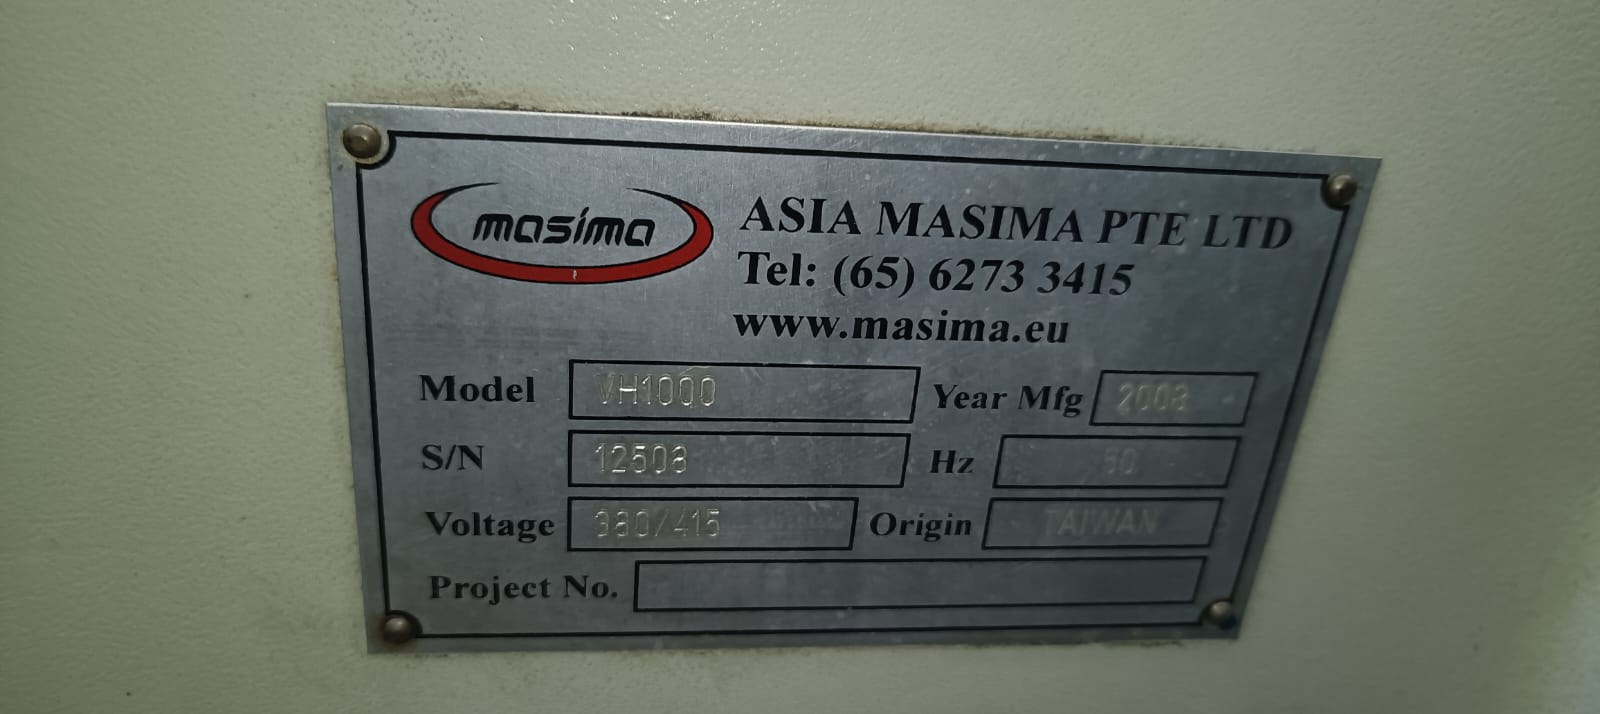 masima
ASIA MASIMA PTE LTD
Tel: (65) 6273 3415
www.masima.eu
Model VH1000 Year Mfg 2008
S/N 12508 Hz 50
Voltage 380/415 Origin TAIWAN
Project No.